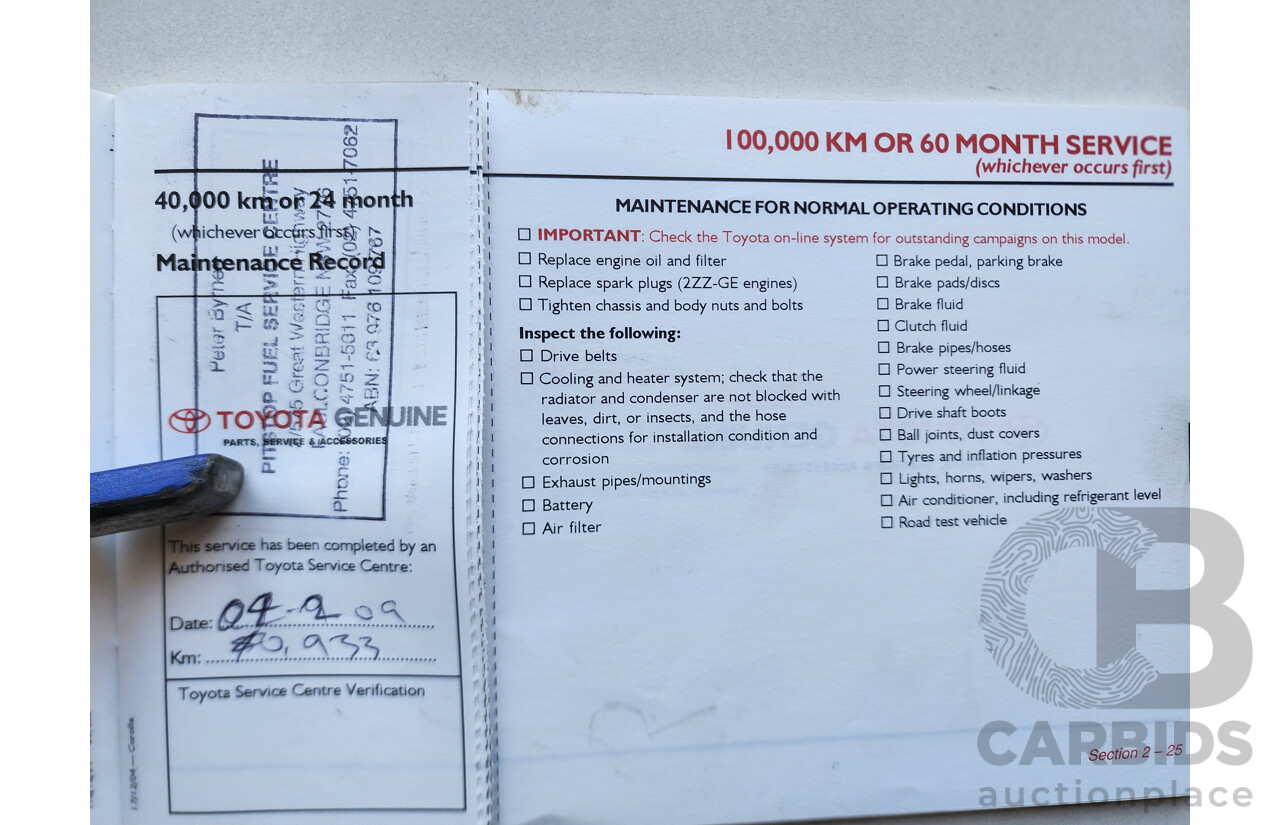 40,000 km or 24 month
(whichever occurs first)
Maintenance Record
Peter Byrne
T/A
PITSTOP FUEL SERVICE CENTRE
Great Western Highway
FAULCONBRIDGE NSW 2776
Phone: 4751-5311 Fax: (02) 4751-7062
ABN:
TOYOTA GENUINE
PARTS, SERVICE & ACCESSORIES
This service has been completed by an
Authorised Toyota Service Centre:
Date: 09
Km: 0,933
Toyota Service Centre Verification
17/12/04 — Corolla
100,000 KM OR 60 MONTH SERVICE
(whichever occurs first)
MAINTENANCE FOR NORMAL OPERATING CONDITIONS
IMPORTANT: Check the Toyota on-line system for outstanding campaigns on this model.
Replace engine oil and filter
Replace spark plugs (2ZZ-GE engines)
Tighten chassis and body nuts and bolts
Inspect the following:
Drive belts
Cooling and heater system; check that the
radiator and condenser are not blocked with
leaves, dirt, or insects, and the hose
connections for installation condition and
corrosion
Exhaust pipes/mountings
Battery
Air filter
Brake pedal, parking brake
Brake pads/discs
Brake fluid
Clutch fluid
Brake pipes/hoses
Power steering fluid
Steering wheel/linkage
Drive shaft boots
Ball joints, dust covers
Tyres and inflation pressures
Lights, horns, wipers, washers
Air conditioner, including refrigerant level
Road test vehicle
Section 2 – 25
CB
CARBIDS
auctionplace